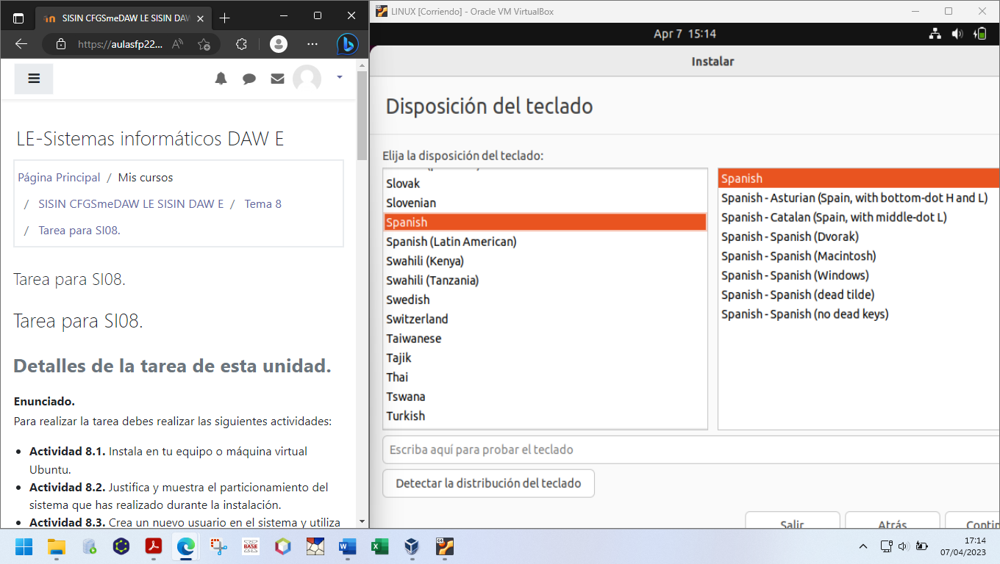 SISIN CFGSmeDAW LE SISIN DAW
https://aulasfp22...
LE-Sistemas informáticos DAW E
Página Principal / Mis cursos
/ SISIN CFGSmeDAW LE SISIN DAW E / Tema 8
/ Tarea para SI08.
Tarea para SI08.
Tarea para SI08.
Detalles de la tarea de esta unidad.
Enunciado.
Para realizar la tarea debes realizar las siguientes actividades:
Actividad 8.1. Instala en tu equipo o máquina virtual
Ubuntu.
Actividad 8.2. Justifica y muestra el particionamiento del
sistema que has realizado durante la instalación.
Actividad 8.3. Crea un nuevo usuario en el sistema y utiliza
LINUX [Corriendo] - Oracle VM VirtualBox
Apr 7 15:14
Instalar
Disposición del teclado
Elija la disposición del teclado:
Slovak
Slovenian
Spanish
Spanish (Latin American)
Swahili (Kenya)
Swahili (Tanzania)
Swedish
Switzerland
Taiwanese
Tajik
Thai
Tswana
Turkish
Spanish
Spanish - Asturian (Spain, with bottom-dot H and L)
Spanish - Catalan (Spain, with middle-dot L)
Spanish - Spanish (Dvorak)
Spanish - Spanish (Macintosh)
Spanish - Spanish (Windows)
Spanish - Spanish (dead tilde)
Spanish - Spanish (no dead keys)
Escriba aquí para probar el teclado
Detectar la distribución del teclado
Salir
Atrás
Contin
BASE
64
17:14
07/04/2023